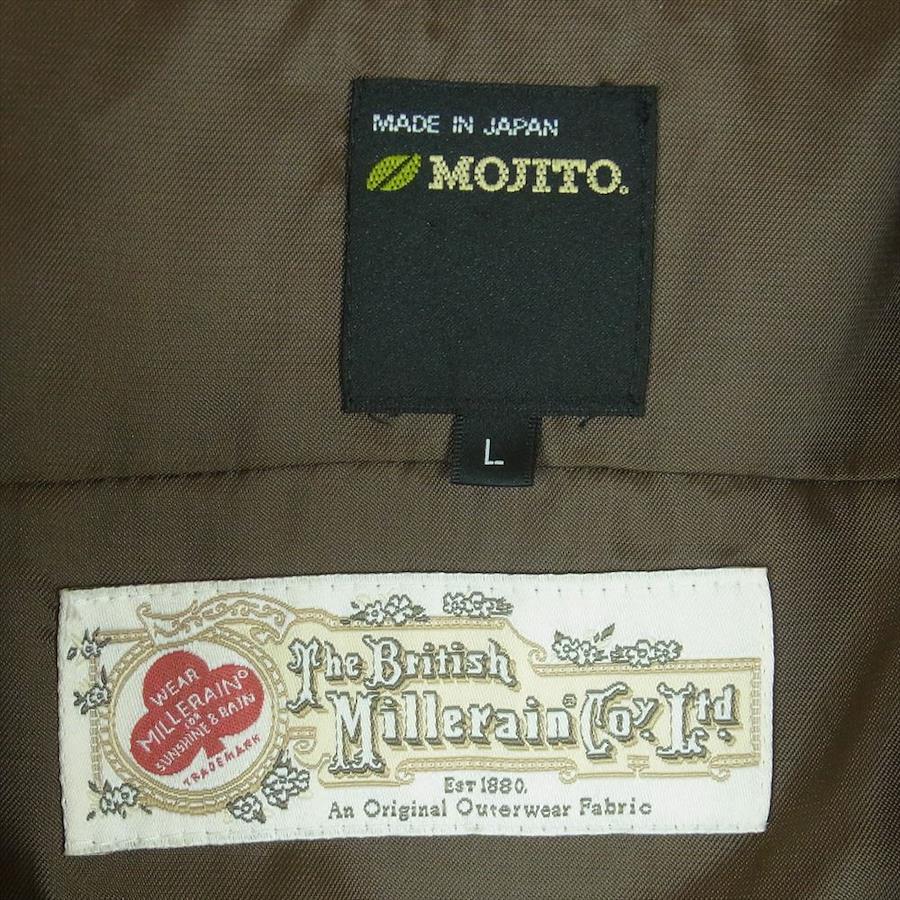 MADE IN JAPAN
MOJITO.
L
WEAR
MILLERAIN®
FOR
SUNSHINE & RAIN
TRADEMARK
The British
Millerain® Coy. Ltd.
EST 1880.
An Original Outerwear Fabric